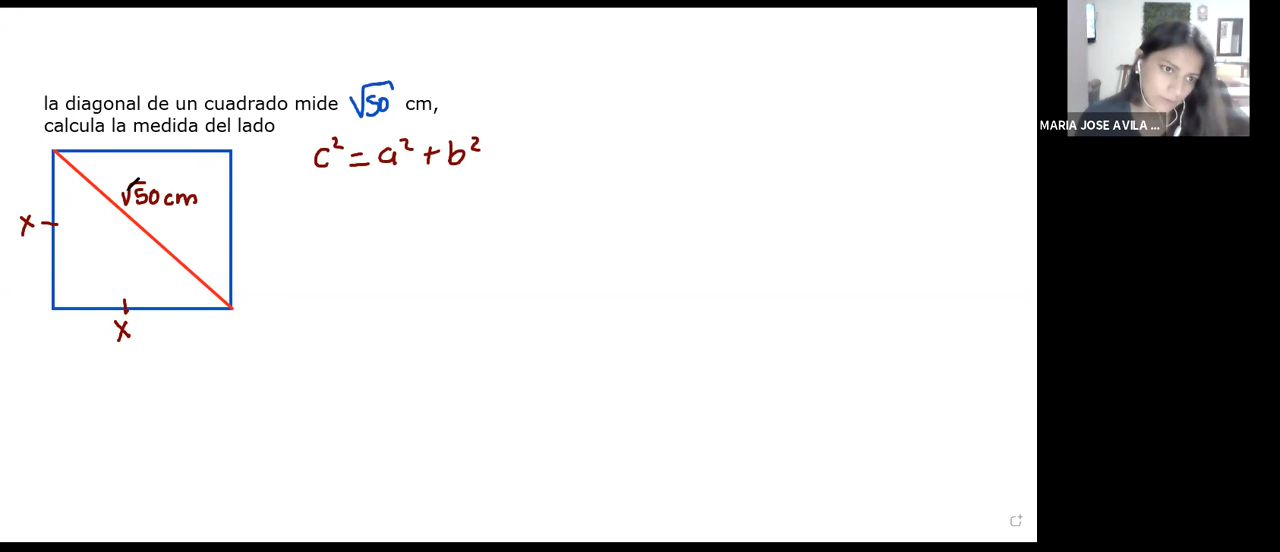 la diagonal de un cuadrado mide √50 cm,
calcula la medida del lado
c² = a² + b²
√50 cm
x
x
MARIA JOSE AVILA ...